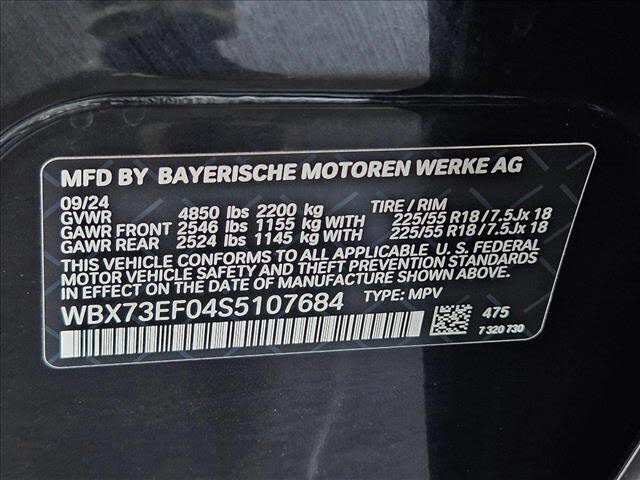 MFD BY BAYERISCHE MOTOREN WERKE AG
09/24
GVWR 4850 lbs 2200 kg TIRE / RIM
GAWR FRONT 2546 lbs 1155 kg WITH 225/55 R18 / 7.5Jx 18
GAWR REAR 2524 lbs 1145 kg WITH 225/55 R18 / 7.5Jx 18
THIS VEHICLE CONFORMS TO ALL APPLICABLE U. S. FEDERAL
MOTOR VEHICLE SAFETY AND THEFT PREVENTION STANDARDS
IN EFFECT ON THE DATE OF MANUFACTURE SHOWN ABOVE.
WBX73EF04S5107684 TYPE: MPV
475
7 320 730